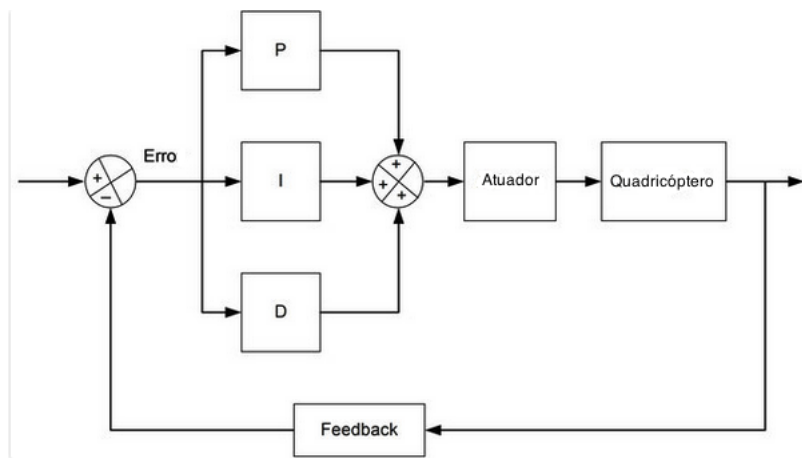 P
Erro
+
−
I
+
+
+
Atuador
Quadricóptero
D
Feedback